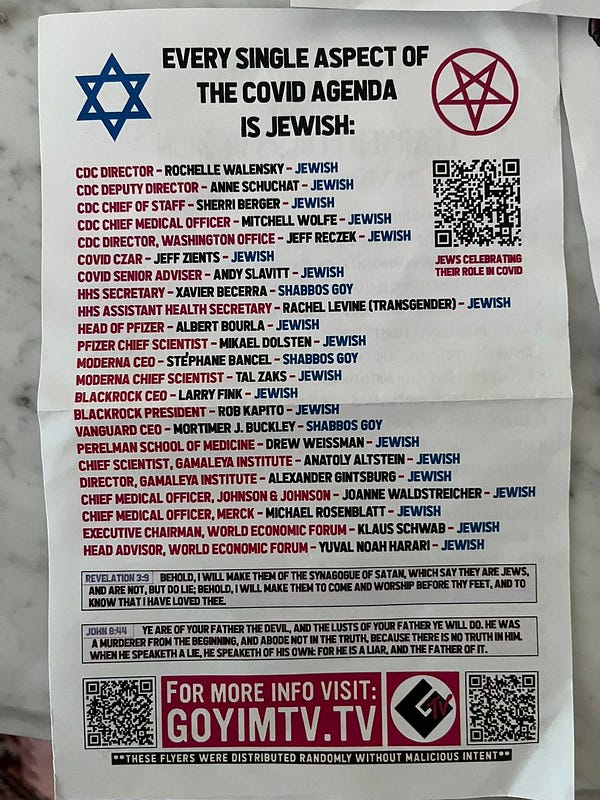 EVERY SINGLE ASPECT OF
THE COVID AGENDA
IS JEWISH:
CDC DIRECTOR – ROCHELLE WALENSKY – JEWISH
CDC DEPUTY DIRECTOR – ANNE SCHUCHAT – JEWISH
CDC CHIEF OF STAFF – SHERRI BERGER – JEWISH
CDC CHIEF MEDICAL OFFICER – MITCHELL WOLFE – JEWISH
CDC DIRECTOR, WASHINGTON OFFICE – JEFF RECZEK – JEWISH
COVID CZAR – JEFF ZIENTS – JEWISH
COVID SENIOR ADVISER – ANDY SLAVITT – JEWISH
HHS SECRETARY – XAVIER BECERRA – SHABBOS GOY
HHS ASSISTANT HEALTH SECRETARY – RACHEL LEVINE (TRANSGENDER) – JEWISH
HEAD OF PFIZER – ALBERT BOURLA – JEWISH
PFIZER CHIEF SCIENTIST – MIKAEL DOLSTEN – JEWISH
MODERNA CEO – STÉPHANE BANCEL – SHABBOS GOY
MODERNA CHIEF SCIENTIST – TAL ZAKS – JEWISH
BLACKROCK CEO – LARRY FINK – JEWISH
BLACKROCK PRESIDENT – ROB KAPITO – JEWISH
VANGUARD CEO – MORTIMER J. BUCKLEY – SHABBOS GOY
PERELMAN SCHOOL OF MEDICINE – DREW WEISSMAN – JEWISH
CHIEF SCIENTIST, GAMALEYA INSTITUTE – ANATOLY ALTSTEIN – JEWISH
DIRECTOR, GAMALEYA INSTITUTE – ALEXANDER GINTSBURG – JEWISH
CHIEF MEDICAL OFFICER, JOHNSON & JOHNSON – JOANNE WALDSTREICHER – JEWISH
CHIEF MEDICAL OFFICER, MERCK – MICHAEL ROSENBLATT – JEWISH
EXECUTIVE CHAIRMAN, WORLD ECONOMIC FORUM – KLAUS SCHWAB – JEWISH
HEAD ADVISOR, WORLD ECONOMIC FORUM – YUVAL NOAH HARARI – JEWISH
JEWS CELEBRATING
THEIR ROLE IN COVID
REVELATION 3:9 BEHOLD, I WILL MAKE THEM OF THE SYNAGOGUE OF SATAN, WHICH SAY THEY ARE JEWS,
AND ARE NOT, BUT DO LIE; BEHOLD, I WILL MAKE THEM TO COME AND WORSHIP BEFORE THY FEET, AND TO
KNOW THAT I HAVE LOVED THEE.
JOHN 8:44 YE ARE OF YOUR FATHER THE DEVIL, AND THE LUSTS OF YOUR FATHER YE WILL DO. HE WAS
A MURDERER FROM THE BEGINNING, AND ABODE NOT IN THE TRUTH, BECAUSE THERE IS NO TRUTH IN HIM.
WHEN HE SPEAKETH A LIE, HE SPEAKETH OF HIS OWN: FOR HE IS A LIAR, AND THE FATHER OF IT.
FOR MORE INFO VISIT:
GOYIMTV.TV
TV
**THESE FLYERS WERE DISTRIBUTED RANDOMLY WITHOUT MALICIOUS INTENT**